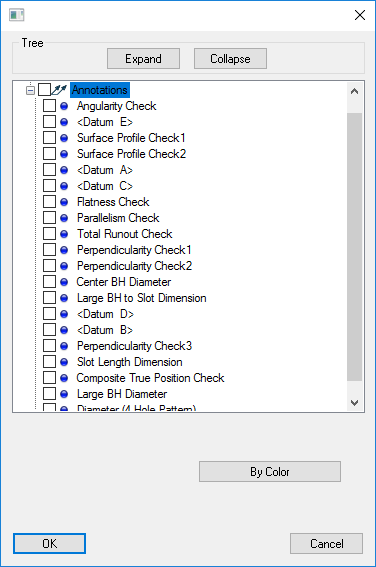 Tree
Expand Collapse
Annotations
Angularity Check
<Datum E>
Surface Profile Check1
Surface Profile Check2
<Datum A>
<Datum C>
Flatness Check
Parallelism Check
Total Runout Check
Perpendicularity Check1
Perpendicularity Check2
Center BH Diameter
Large BH to Slot Dimension
<Datum D>
<Datum B>
Perpendicularity Check3
Slot Length Dimension
Composite True Position Check
Large BH Diameter
Diameter (4 Hole Pattern)
By Color
OK Cancel